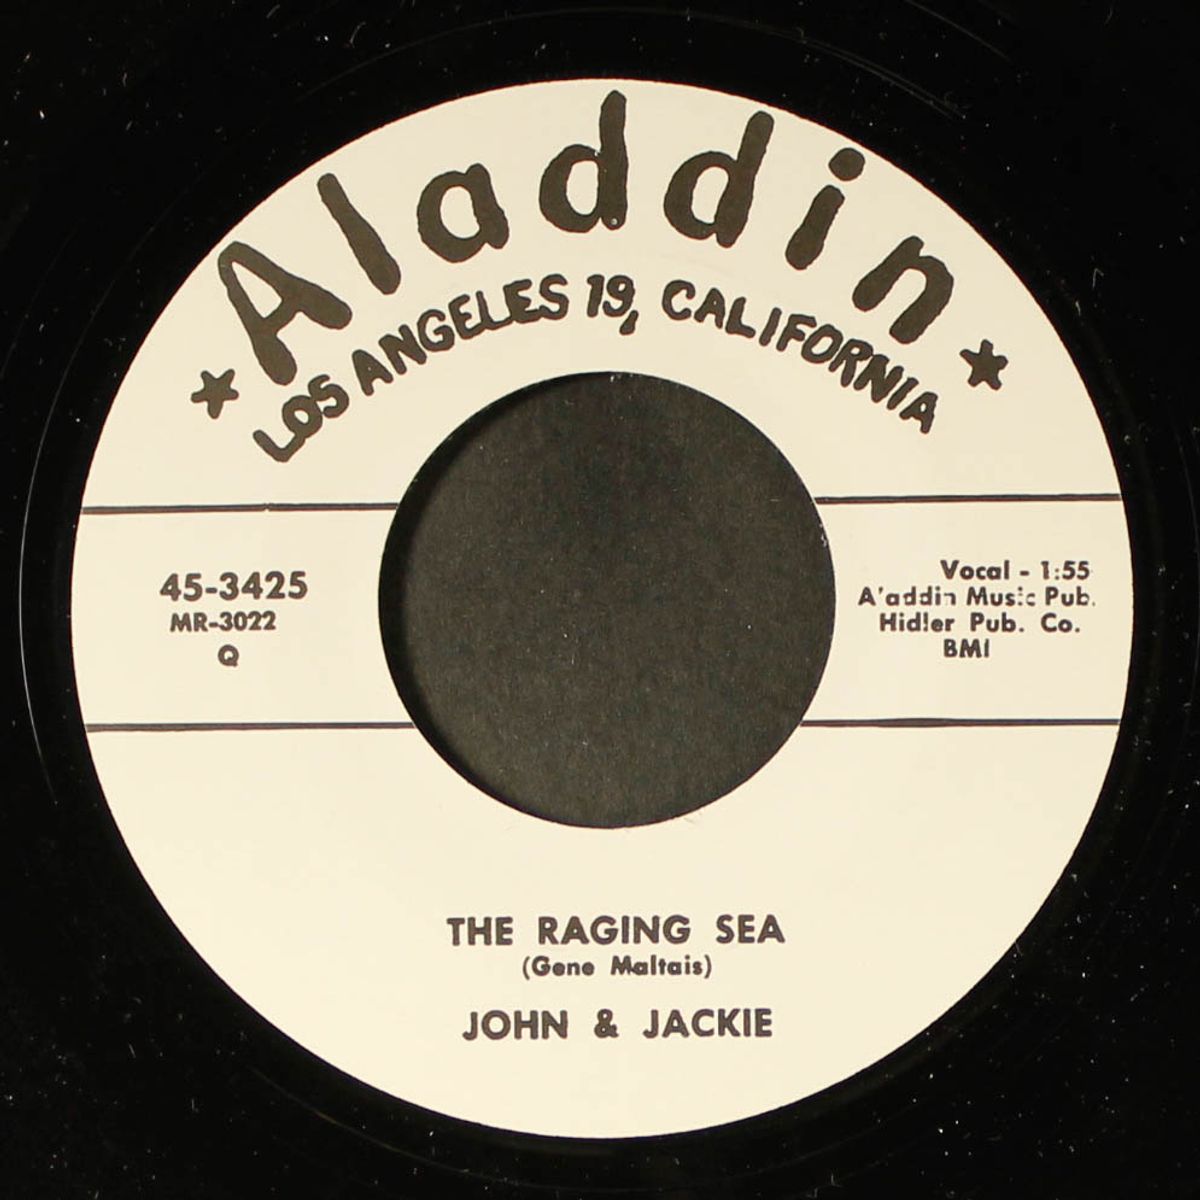 Aladdin
LOS ANGELES 19, CALIFORNIA
45-3425
MR-3022
Q
Vocal - 1:55
A'addin Music Pub.
Hidler Pub. Co.
BMI
THE RAGING SEA
(Gene Maltais)
JOHN & JACKIE